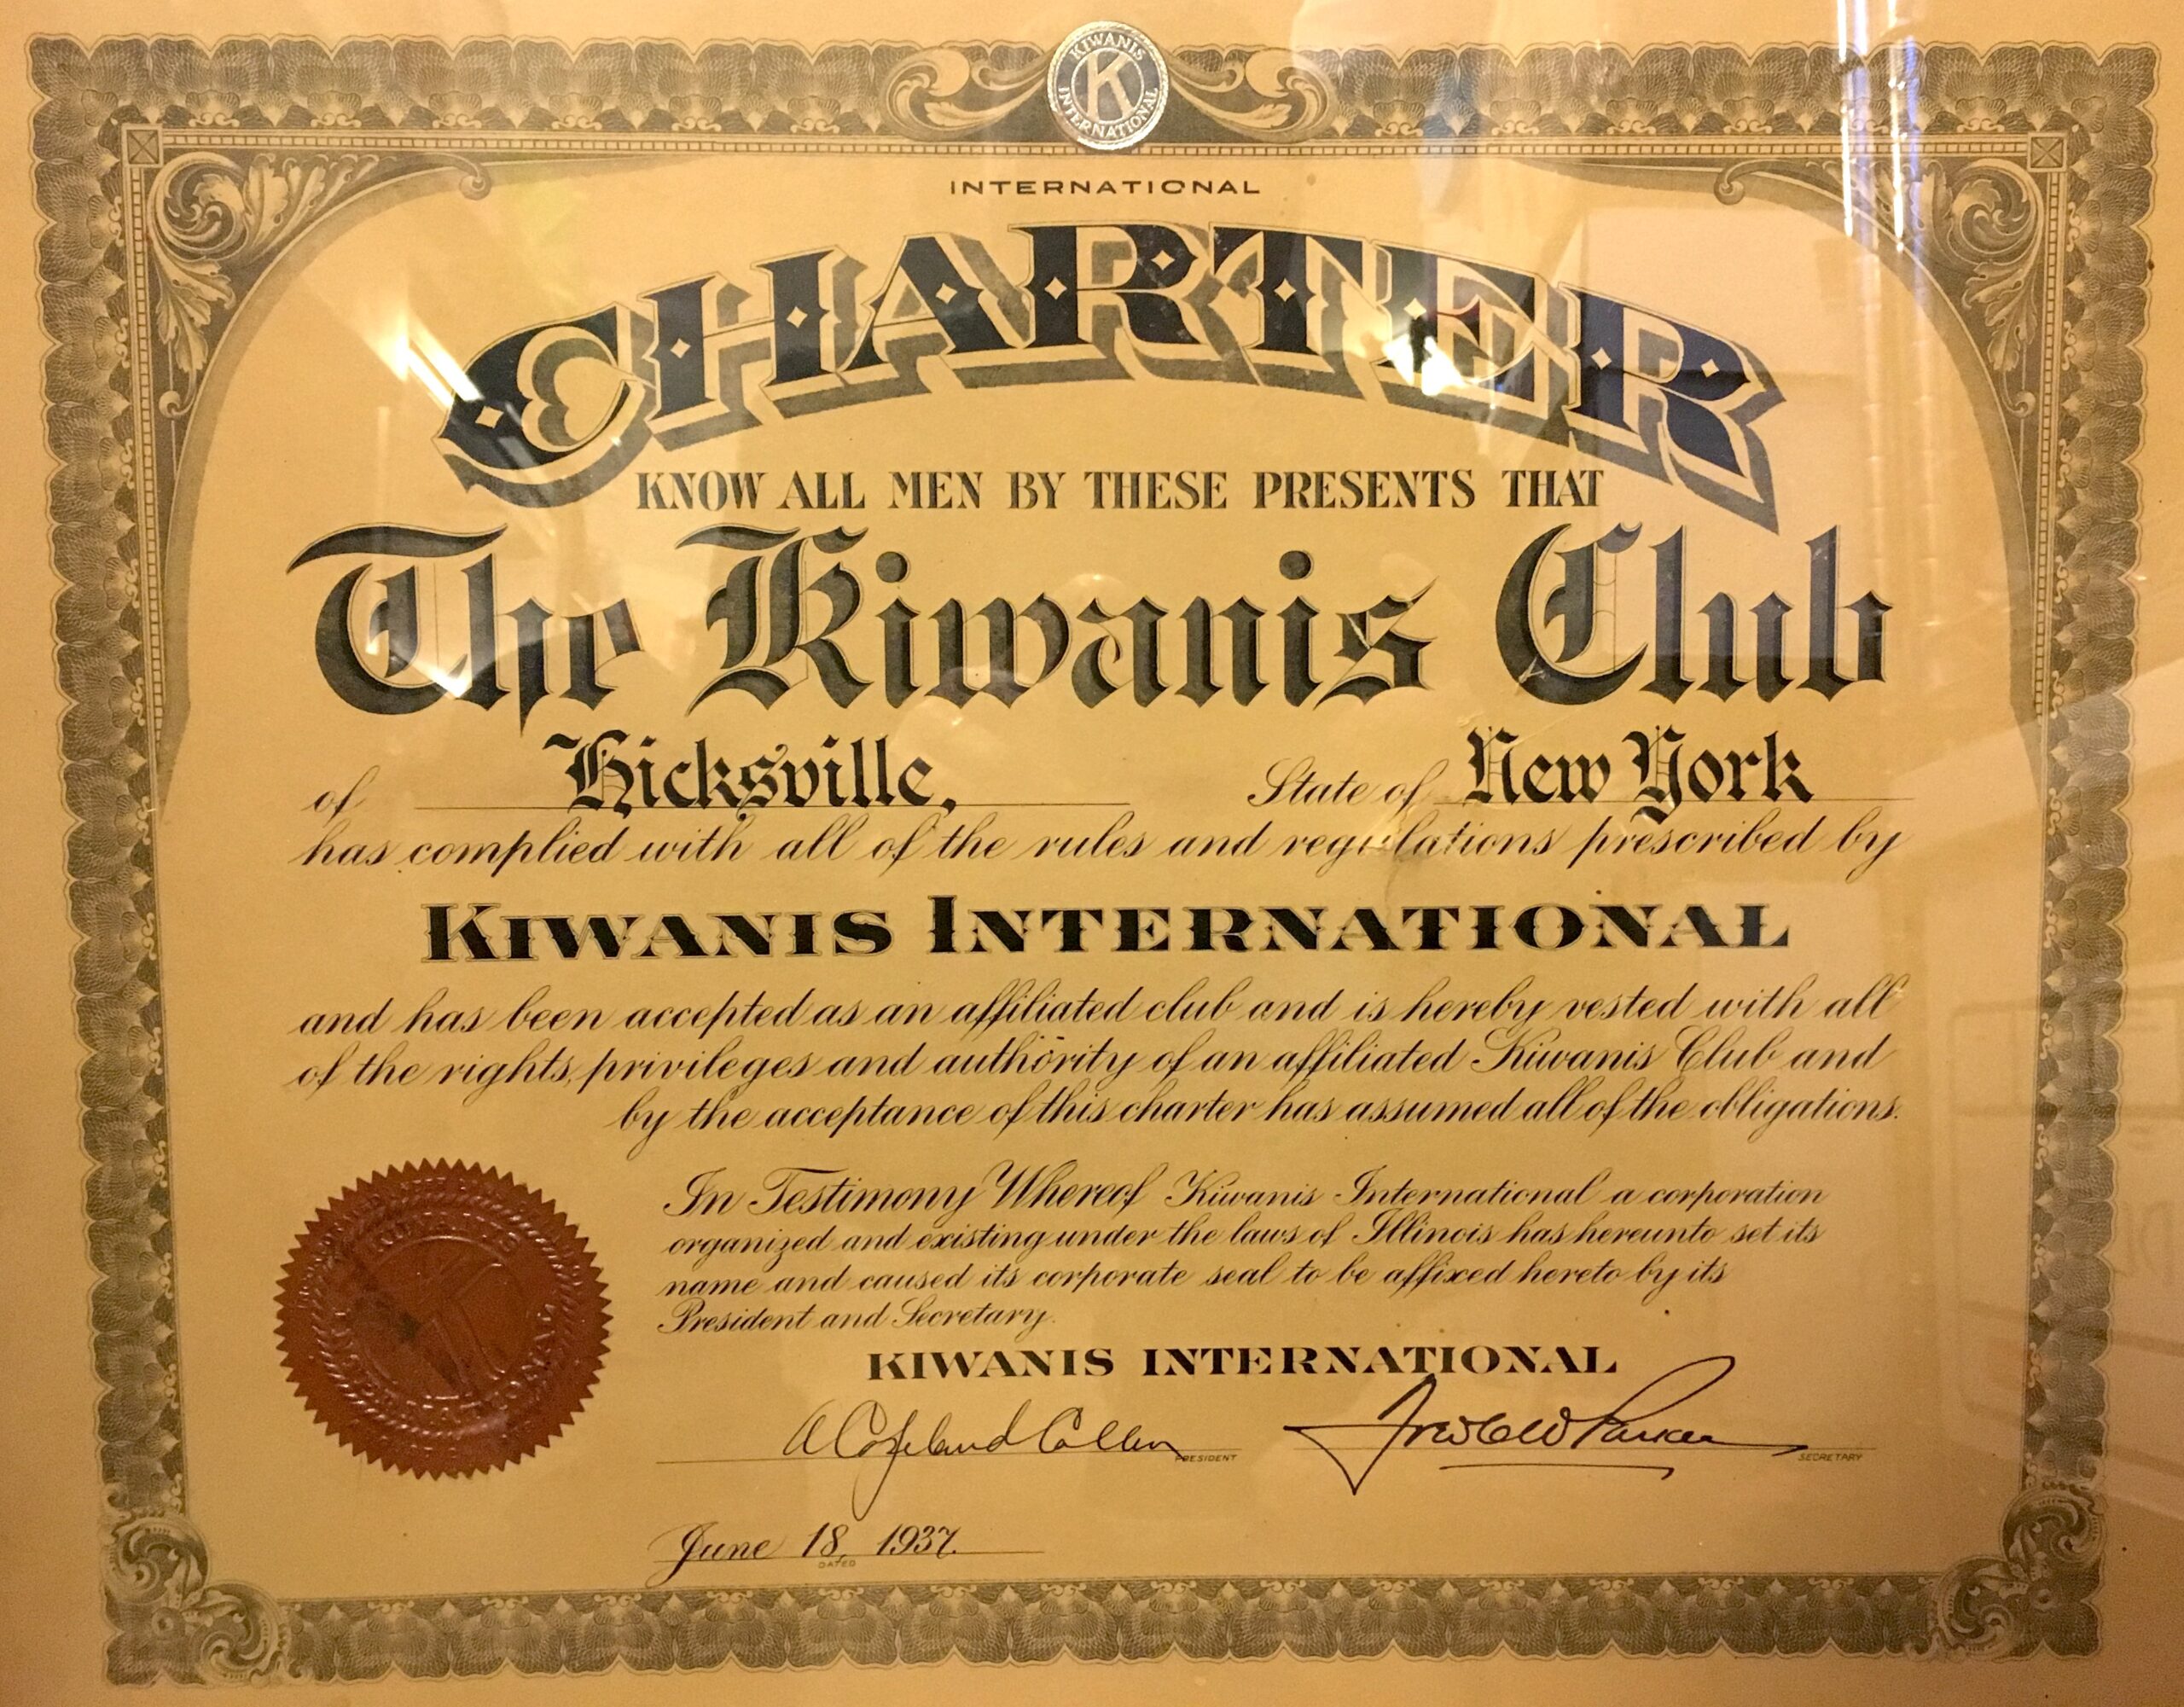 KIWANIS
K
INTERNATIONAL
INTERNATIONAL
CHARTER
KNOW ALL MEN BY THESE PRESENTS THAT
The Kiwanis Club
of Hicksville, State of New York
has complied with all of the rules and regulations prescribed by
KIWANIS INTERNATIONAL
and has been accepted as an affiliated club and is hereby vested with all
of the rights, privileges and authority of an affiliated Kiwanis Club and
by the acceptance of this charter has assumed all of the obligations.
In Testimony Whereof Kiwanis International a corporation
organized and existing under the laws of Illinois has hereunto set its
name and caused its corporate seal to be affixed hereto by its
President and Secretary.
KIWANIS INTERNATIONAL
A Copeland Callen PRESIDENT
Parker SECRETARY
June 18, 1937.
DATED
KIWANIS
INTERNATIONAL